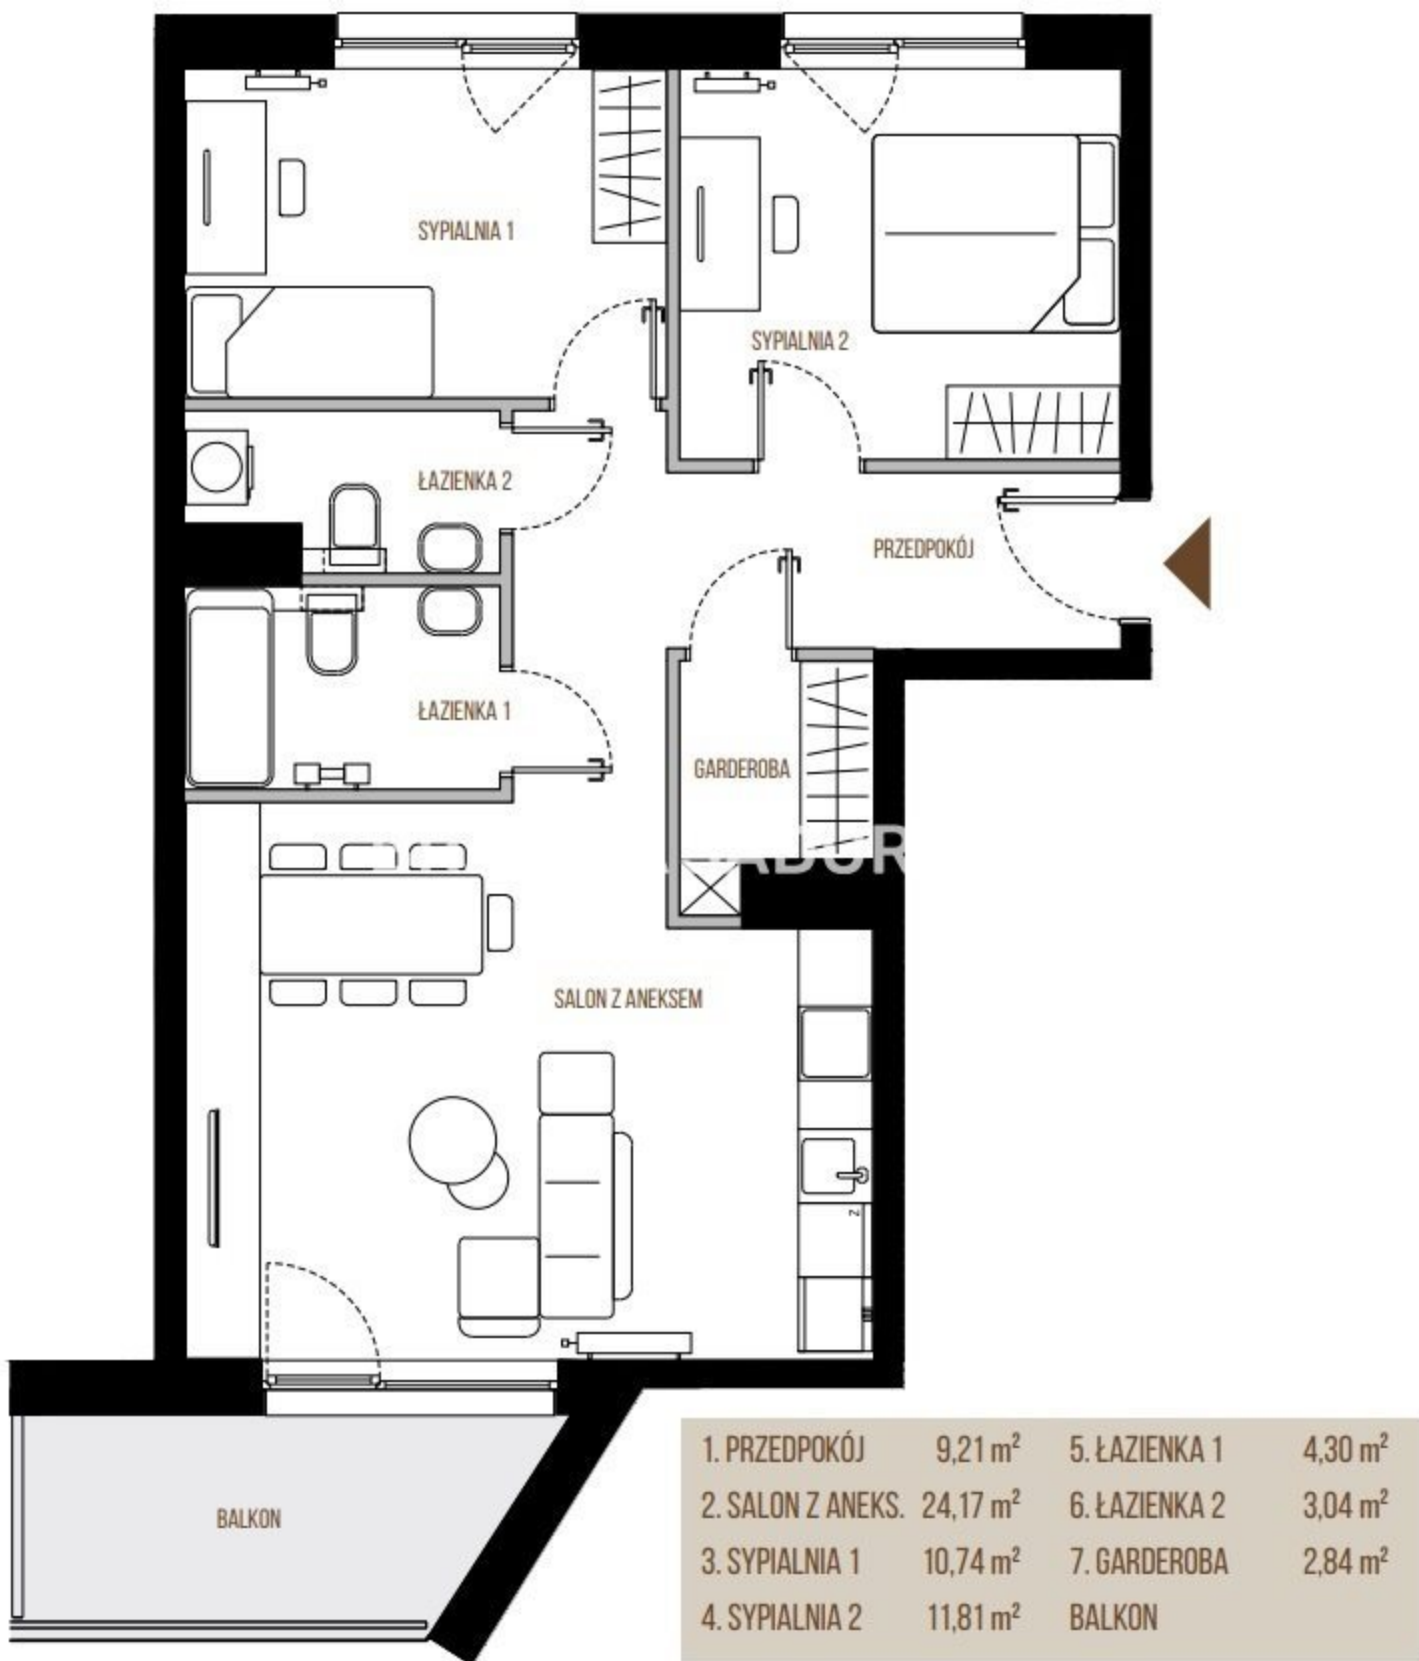 SYPIALNIA 1
SYPIALNIA 2
ŁAZIENKA 2
PRZEDPOKÓJ
ŁAZIENKA 1
GARDEROBA
SALON Z ANEKSEM
Z
BALKON
1. PRZEDPOKÓJ 9,21 m² 5. ŁAZIENKA 1 4,30 m²
2. SALON Z ANEKS. 24,17 m² 6. ŁAZIENKA 2 3,04 m²
3. SYPIALNIA 1 10,74 m² 7. GARDEROBA 2,84 m²
4. SYPIALNIA 2 11,81 m² BALKON